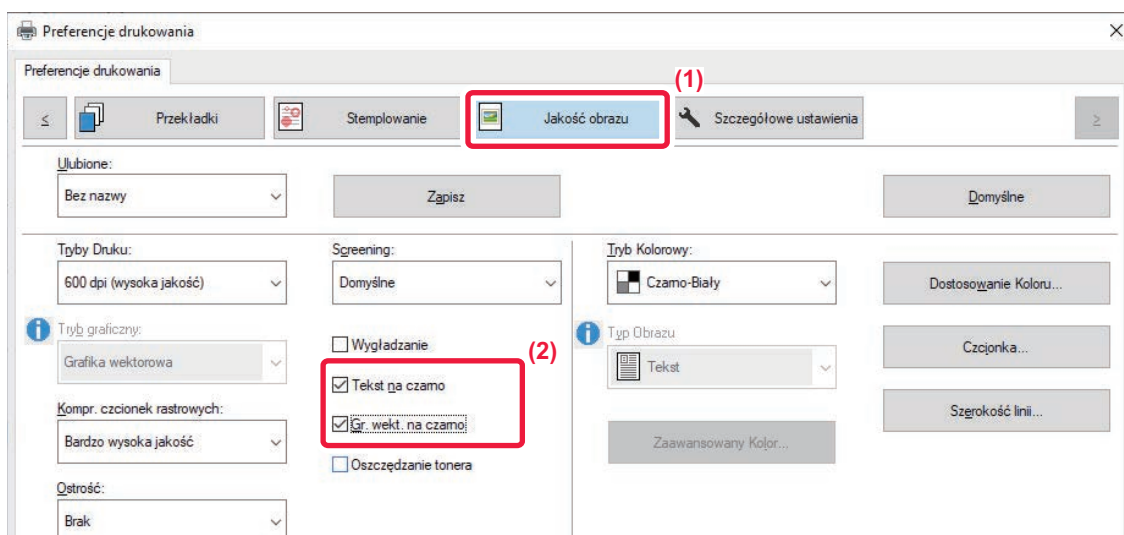 Preferencje drukowania
Preferencje drukowania
(1)
≤ Przekładki Stemplowanie Jakość obrazu Szczegółowe ustawienia ≥
Ulubione:
Bez nazwy Zapisz Domyślne
Tryby Druku: Screening: Tryb Kolorowy:
600 dpi (wysoka jakość) Domyślne Czarno-Biały Dostosowanie Koloru...
Tryb graficzny: Typ Obrazu
Wygładzanie (2)
Grafika wektorowa Tekst Czcjonka...
Tekst na czarno
Kompr. czcionek rastrowych: Gr. wekt. na czarno Szerokość linii...
Bardzo wysoka jakość Zaawansowany Kolor...
Oszczędzanie tonera
Ostrość:
Brak